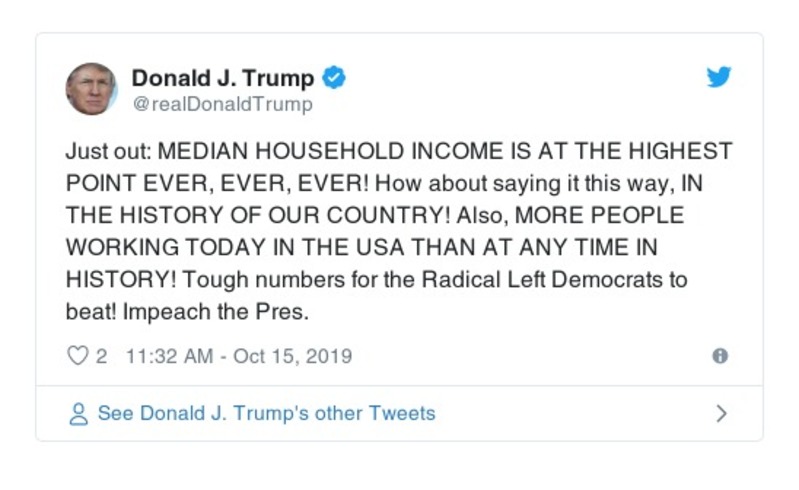 Donald J. Trump
@realDonaldTrump
Just out: MEDIAN HOUSEHOLD INCOME IS AT THE HIGHEST
POINT EVER, EVER, EVER! How about saying it this way, IN
THE HISTORY OF OUR COUNTRY! Also, MORE PEOPLE
WORKING TODAY IN THE USA THAN AT ANY TIME IN
HISTORY! Tough numbers for the Radical Left Democrats to
beat! Impeach the Pres.
2 11:32 AM - Oct 15, 2019
See Donald J. Trump's other Tweets